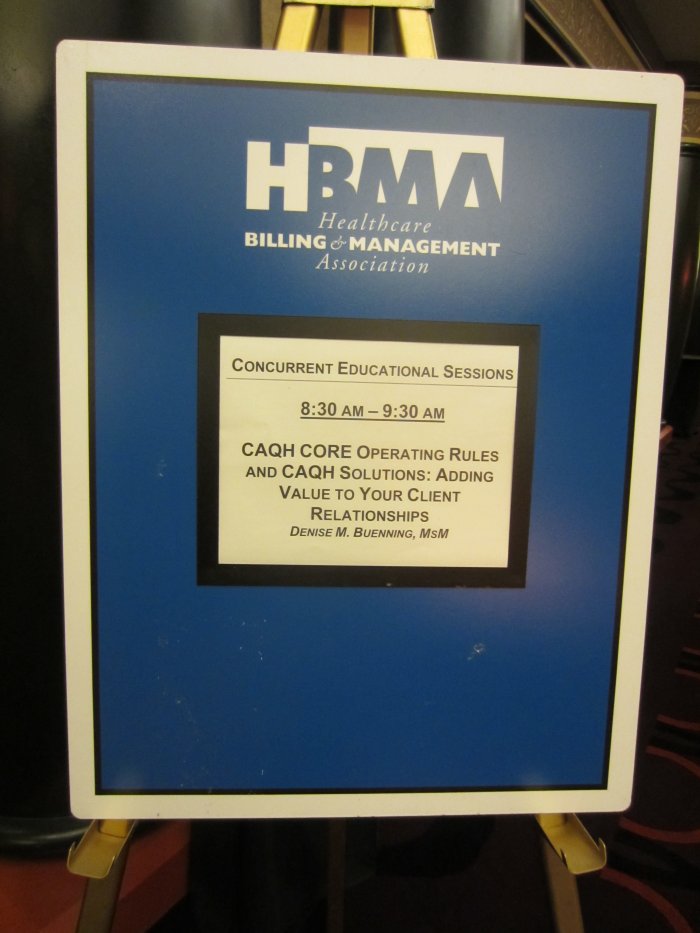 HBMA
Healthcare
BILLING & MANAGEMENT
Association
CONCURRENT EDUCATIONAL SESSIONS
8:30 AM – 9:30 AM
CAQH CORE OPERATING RULES
AND CAQH SOLUTIONS: ADDING
VALUE TO YOUR CLIENT
RELATIONSHIPS
DENISE M. BUENNING, MSM